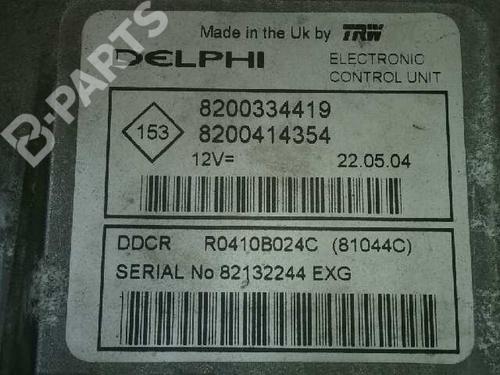 Made in the Uk by TRW
DELPHI
ELECTRONIC
CONTROL UNIT
153
8200334419
8200414354
12V=
22.05.04
DDCR R0410B024C (81044C)
SERIAL No 82132244 EXG
B-PARTS